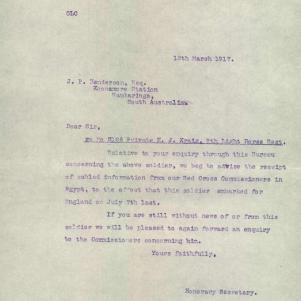 GLC
12th March 1917.
J. P. Henderson, Esq.
Koonamore Station
South Australia.
Dear Sir,
Private H. J. 9th Light Horse Regt.
Relative to your enquiry through this Bureau
concerning the above soldier, we beg to advise the receipt
of cabled information from our Red Cross Commissioners in
Egypt, to the effect that this soldier embarked for
England on July 7th last.
If you are still without news of or from this
soldier we will be pleased to again forward an enquiry
to the Commissioners concerning him.
Yours faithfully,
Honorary Secretary.